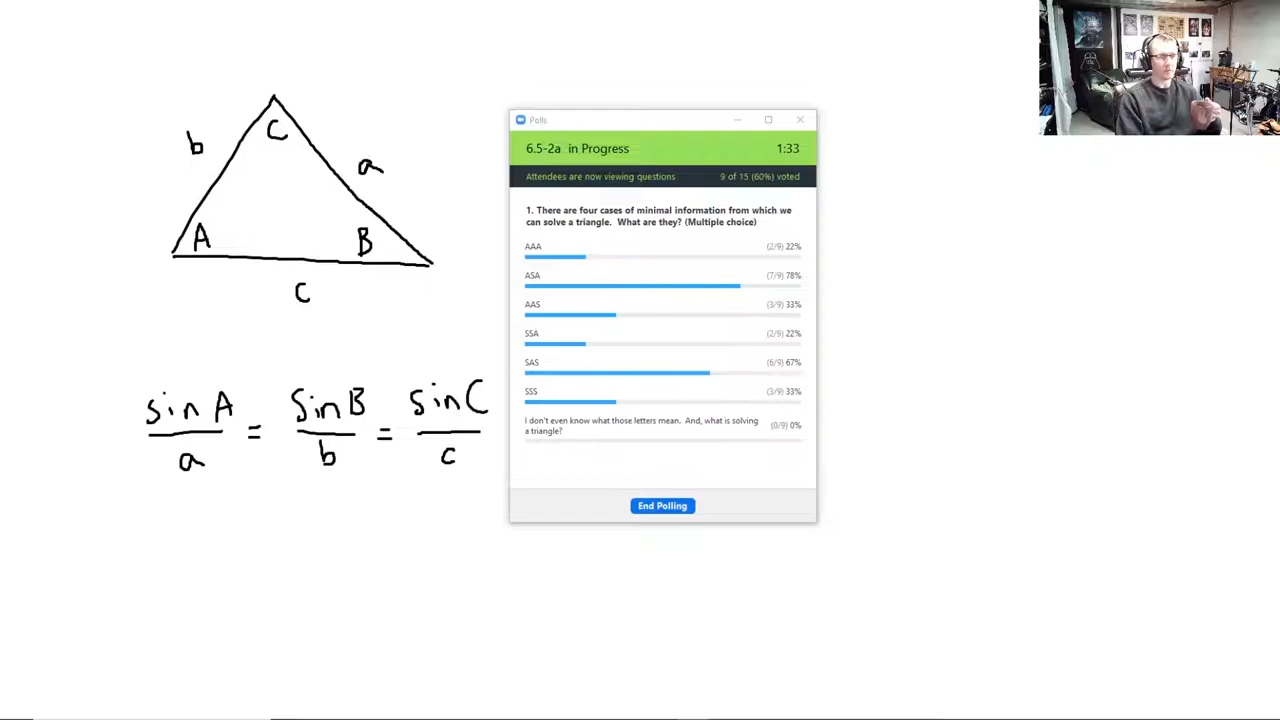 C
b
a
A
B
c
sin A / a = sin B / b = sin C / c
Polls
6.5-2a in Progress
1:33
Attendees are now viewing questions
9 of 15 (60%) voted
1. There are four cases of minimal information from which we
can solve a triangle. What are they? (Multiple choice)
AAA (2/9) 22%
ASA (7/9) 78%
AAS (3/9) 33%
SSA (2/9) 22%
SAS (6/9) 67%
SSS (3/9) 33%
I don't even know what those letters mean. And, what is solving
a triangle? (0/9) 0%
End Polling